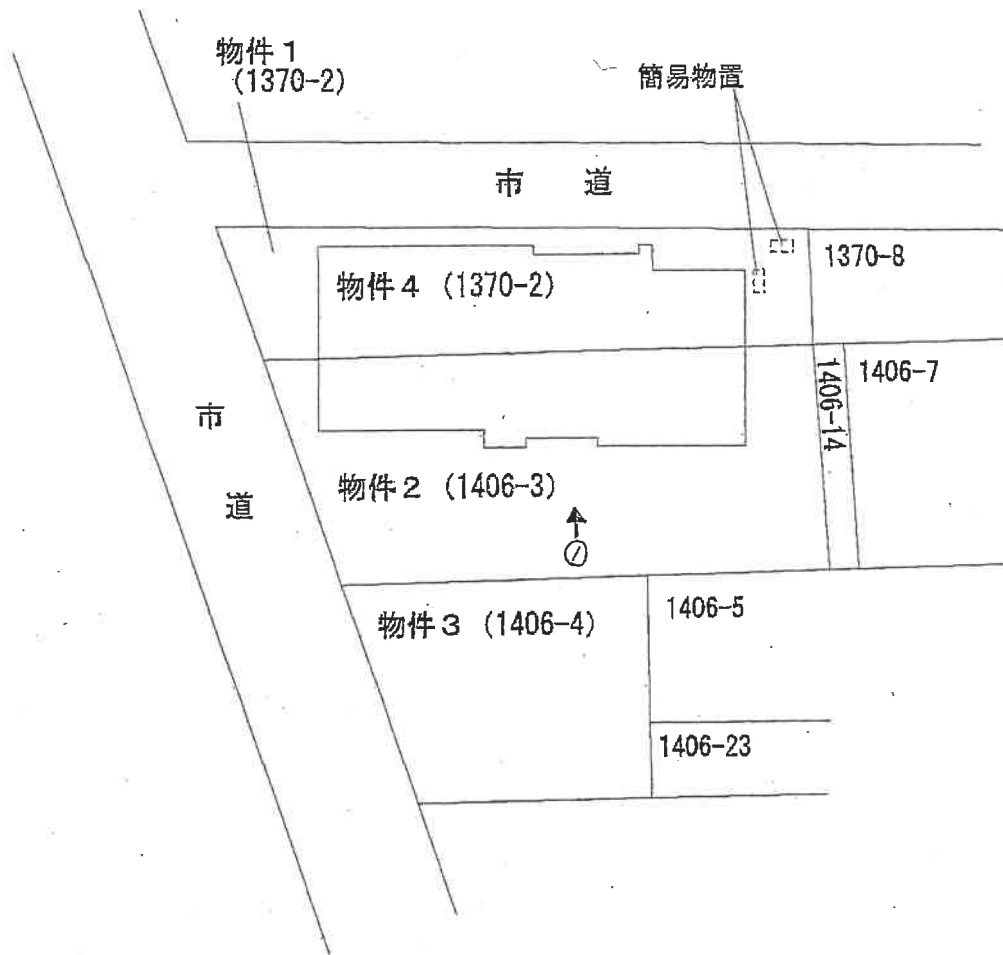 物件1
(1370-2)
簡易物置
市 道
物件4 (1370-2)
1370-8
1406-7
1406-14
市
道
物件2 (1406-3)
①
物件3 (1406-4)
1406-5
1406-23